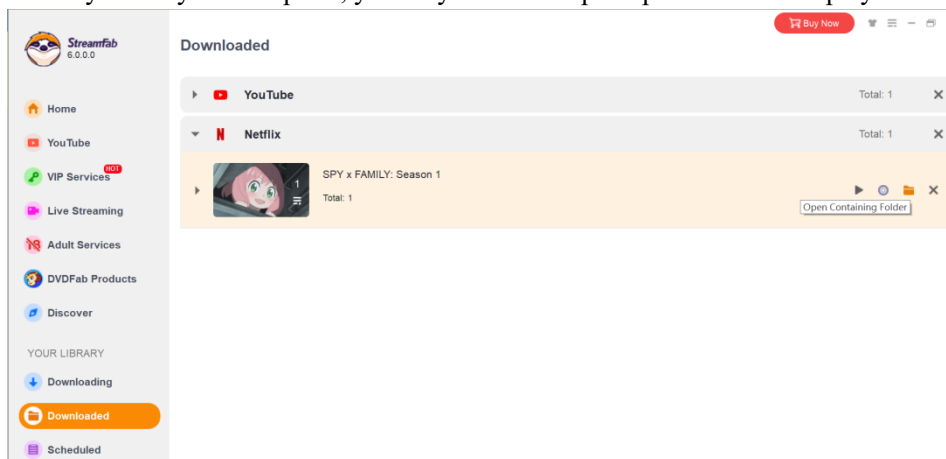 Buy Now
StreamFab
6.0.0.0
Downloaded
Home
YouTube
VIP Services
HOT
Live Streaming
Adult Services
DVDFab Products
Discover
YOUR LIBRARY
Downloading
Downloaded
Scheduled
YouTube
Total: 1
Netflix
Total: 1
1
SPY x FAMILY: Season 1
Total: 1
Open Containing Folder